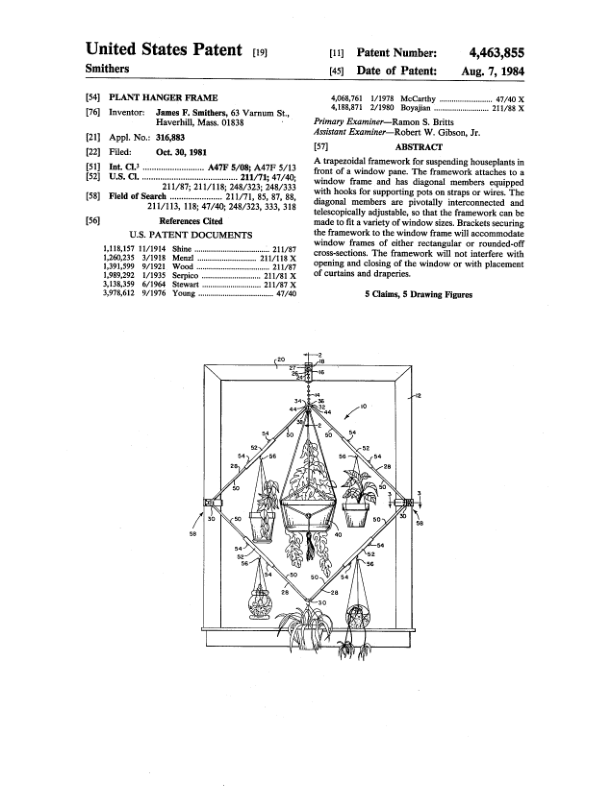 United States Patent [19]
Smithers
[11] Patent Number: 4,463,855
[45] Date of Patent: Aug. 7, 1984
[54] PLANT HANGER FRAME
[76] Inventor: James F. Smithers, 63 Varnum St.,
Haverhill, Mass. 01838
[21] Appl. No.: 316,883
[22] Filed: Oct. 30, 1981
[51] Int. Cl.³ ........................ A47F 5/08; A47F 5/13
[52] U.S. Cl. .................................... 211/71; 47/40;
211/87; 211/118; 248/323; 248/333
[58] Field of Search .................... 211/71, 85, 87, 88,
211/113, 118; 47/40; 248/323, 333, 318
[56] References Cited
U.S. PATENT DOCUMENTS
1,118,157 11/1914 Shine ............................... 211/87
1,260,235 3/1918 Menzl ........................ 211/118 X
1,391,599 9/1921 Wood ............................... 211/87
1,989,292 1/1935 Serpico ......................... 211/81 X
3,138,359 6/1964 Stewart ........................ 211/87 X
3,978,612 9/1976 Young ............................... 47/40
4,068,761 1/1978 McCarthy ...................... 47/40 X
4,188,871 2/1980 Boyajian ...................... 211/88 X
Primary Examiner—Ramon S. Britts
Assistant Examiner—Robert W. Gibson, Jr.
[57] ABSTRACT
A trapezoidal framework for suspending houseplants in
front of a window pane. The framework attaches to a
window frame and has diagonal members equipped
with hooks for supporting pots on straps or wires. The
diagonal members are pivotally interconnected and
telescopically adjustable, so that the framework can be
made to fit a variety of window sizes. Brackets securing
the framework to the window frame will accommodate
window frames of either rectangular or rounded-off
cross-sections. The framework will not interfere with
opening and closing of the window or with placement
of curtains and draperies.
5 Claims, 5 Drawing Figures
2
20
18
27
26
16
24
14
12
34
36
32
44
44
10
38
2
50
50
54
54
52
52
54
56
56
54
28
28
50
50
3
3
30
30
58
58
50
50
40
54
54
52
52
56
56
54
50
50
54
28
28
30